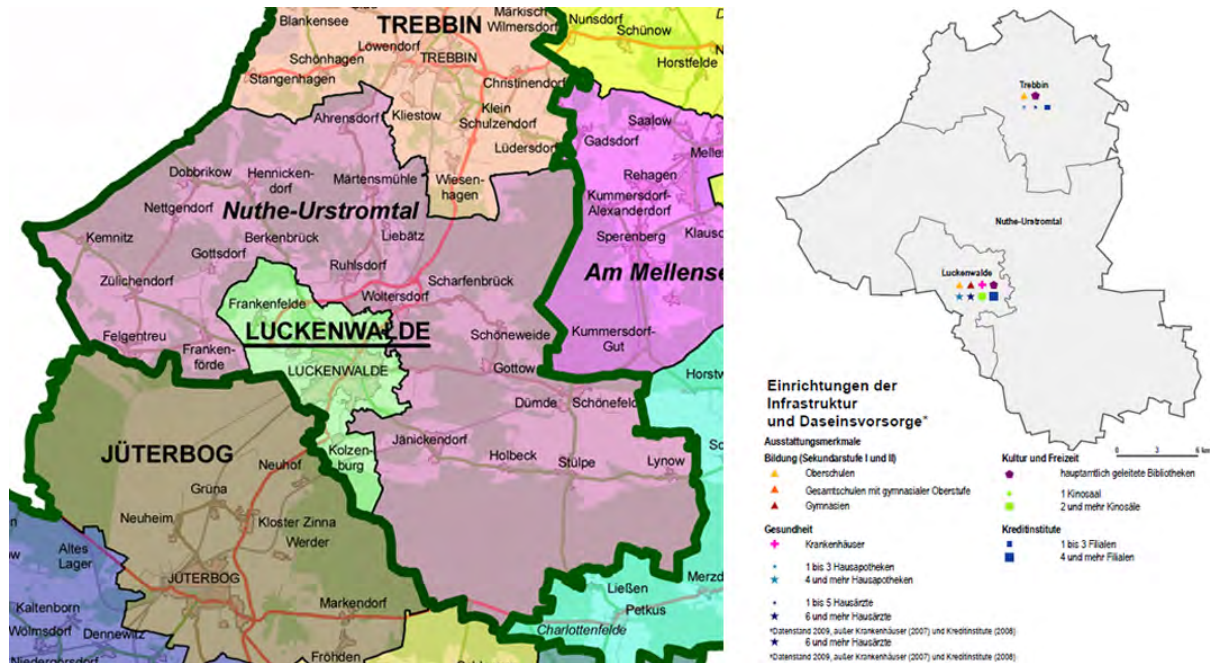 Blankensee
Märkisch
Wilmersdorf
Nunsdorf
Schünow
TREBBIN
Löwendorf
Schönhagen
TREBBIN
Stangenhagen
Horstfelde
Christinendorf
Kliestow
Klein
Schulzendorf
Ahrensdorf
Saalow
Gadsdorf
Lüdersdorf
Dobbrikow
Hennicken-
dorf
Märtensmühle
Wiesen-
hagen
Rehagen
Kummersdorf-
Alexanderdorf
Nettgendorf
Nuthe-Urstromtal
Kemnitz
Berkenbrück
Liebätz
Sperenberg
Klausd
Gottsdorf
Ruhlsdorf
Am Mellense
Zülichendorf
Scharfenbrück
Frankenfelde
Woltersdorf
LUCKENWALDE
Felgentreu
Franken-
förde
Schöneweide
Kummersdorf-
Gut
LUCKENWALDE
Gottow
Horstw
Dümde
Schönefeld
JÜTERBOG
Jänickendorf
Kolzen-
burg
Neuhof
Holbeck
Stülpe
Lynow
Grüna
Neuheim
Kloster Zinna
Werder
Altes
Lager
JÜTERBOG
Ließen
Merzd
Kaltenborn
Markendorf
Petkus
Wölmsdorf
Dennewitz
Charlottenfelde
Niedergörsdorf
Fröhden
Trebbin
Nuthe-Urstromtal
Luckenwalde
Einrichtungen der
Infrastruktur
und Daseinsvorsorge*
0 3 6 km
Ausstattungsmerkmale
Bildung (Sekundarstufe I und II)
Oberschulen
Gesamtschulen mit gymnasialer Oberstufe
Gymnasien
Gesundheit
Krankenhäuser
1 bis 3 Hausapotheken
4 und mehr Hausapotheken
1 bis 5 Hausärzte
6 und mehr Hausärzte
*Datenstand 2009, außer Krankenhäuser (2007) und Kreditinstitute (2008)
6 und mehr Hausärzte
*Datenstand 2009, außer Krankenhäuser (2007) und Kreditinstitute (2008)
Kultur und Freizeit
hauptamtlich geleitete Bibliotheken
1 Kinosaal
2 und mehr Kinosäle
Kreditinstitute
1 bis 3 Filialen
4 und mehr Filialen